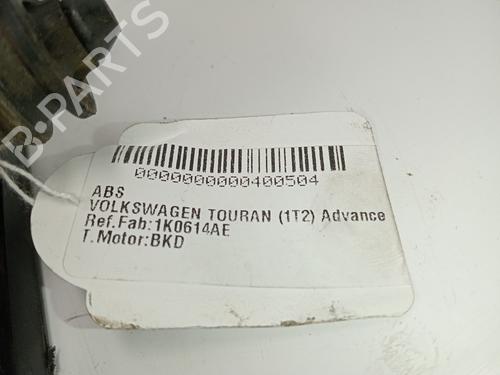 B-PARTS
0000000000400504
ABS
VOLKSWAGEN TOURAN (1T2) Advance
Ref.Fab:1K0614AE
T.Motor:BKD